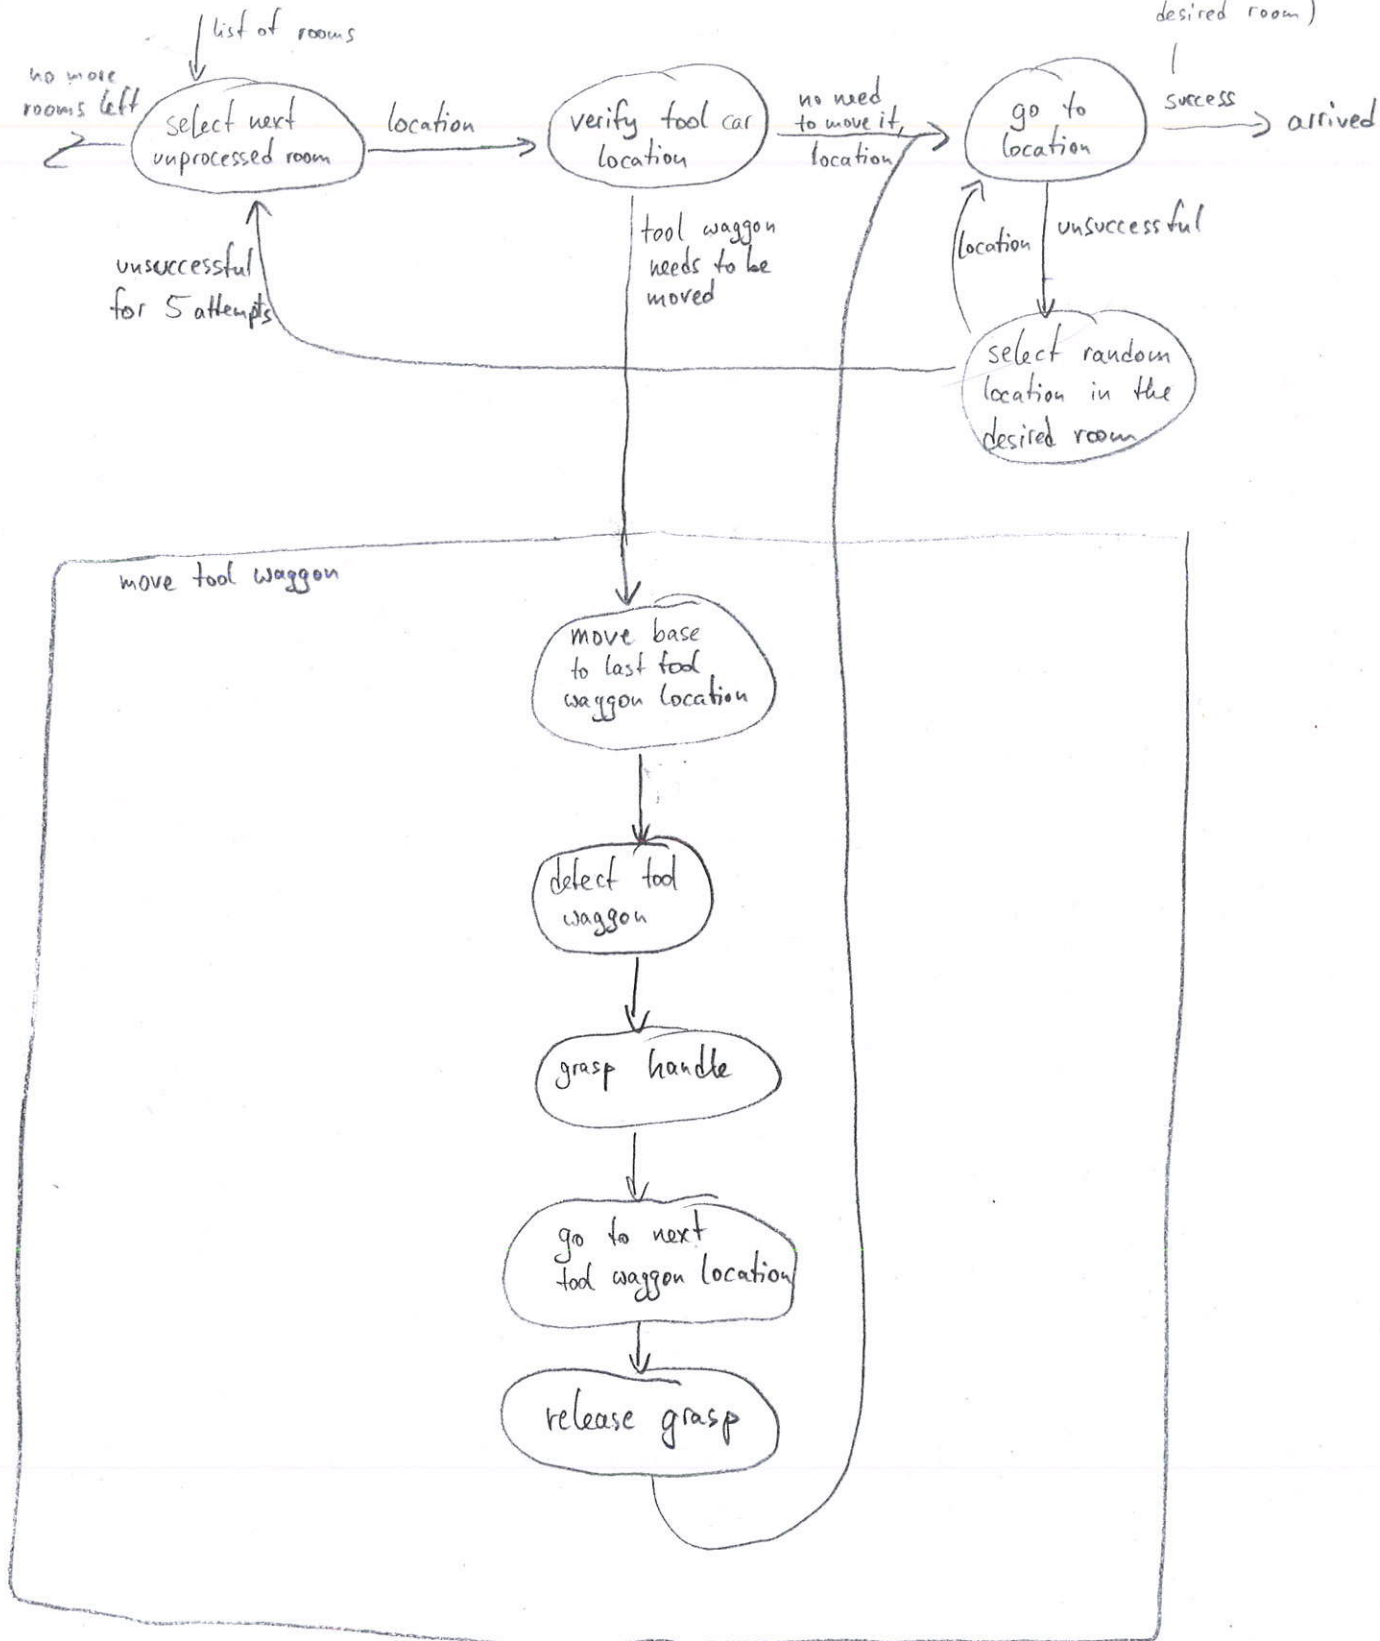 desired room)
list of rooms
no more
rooms left
select next
unprocessed room
location
verify tool car
location
no need
to move it,
location
go to
location
success
arrived
unsuccessful
for 5 attempts
tool waggon
needs to be
moved
location
unsuccessful
select random
location in the
desired room
move tool waggon
move base
to last tool
waggon location
detect tool
waggon
grasp handle
go to next
tool waggon location
release grasp